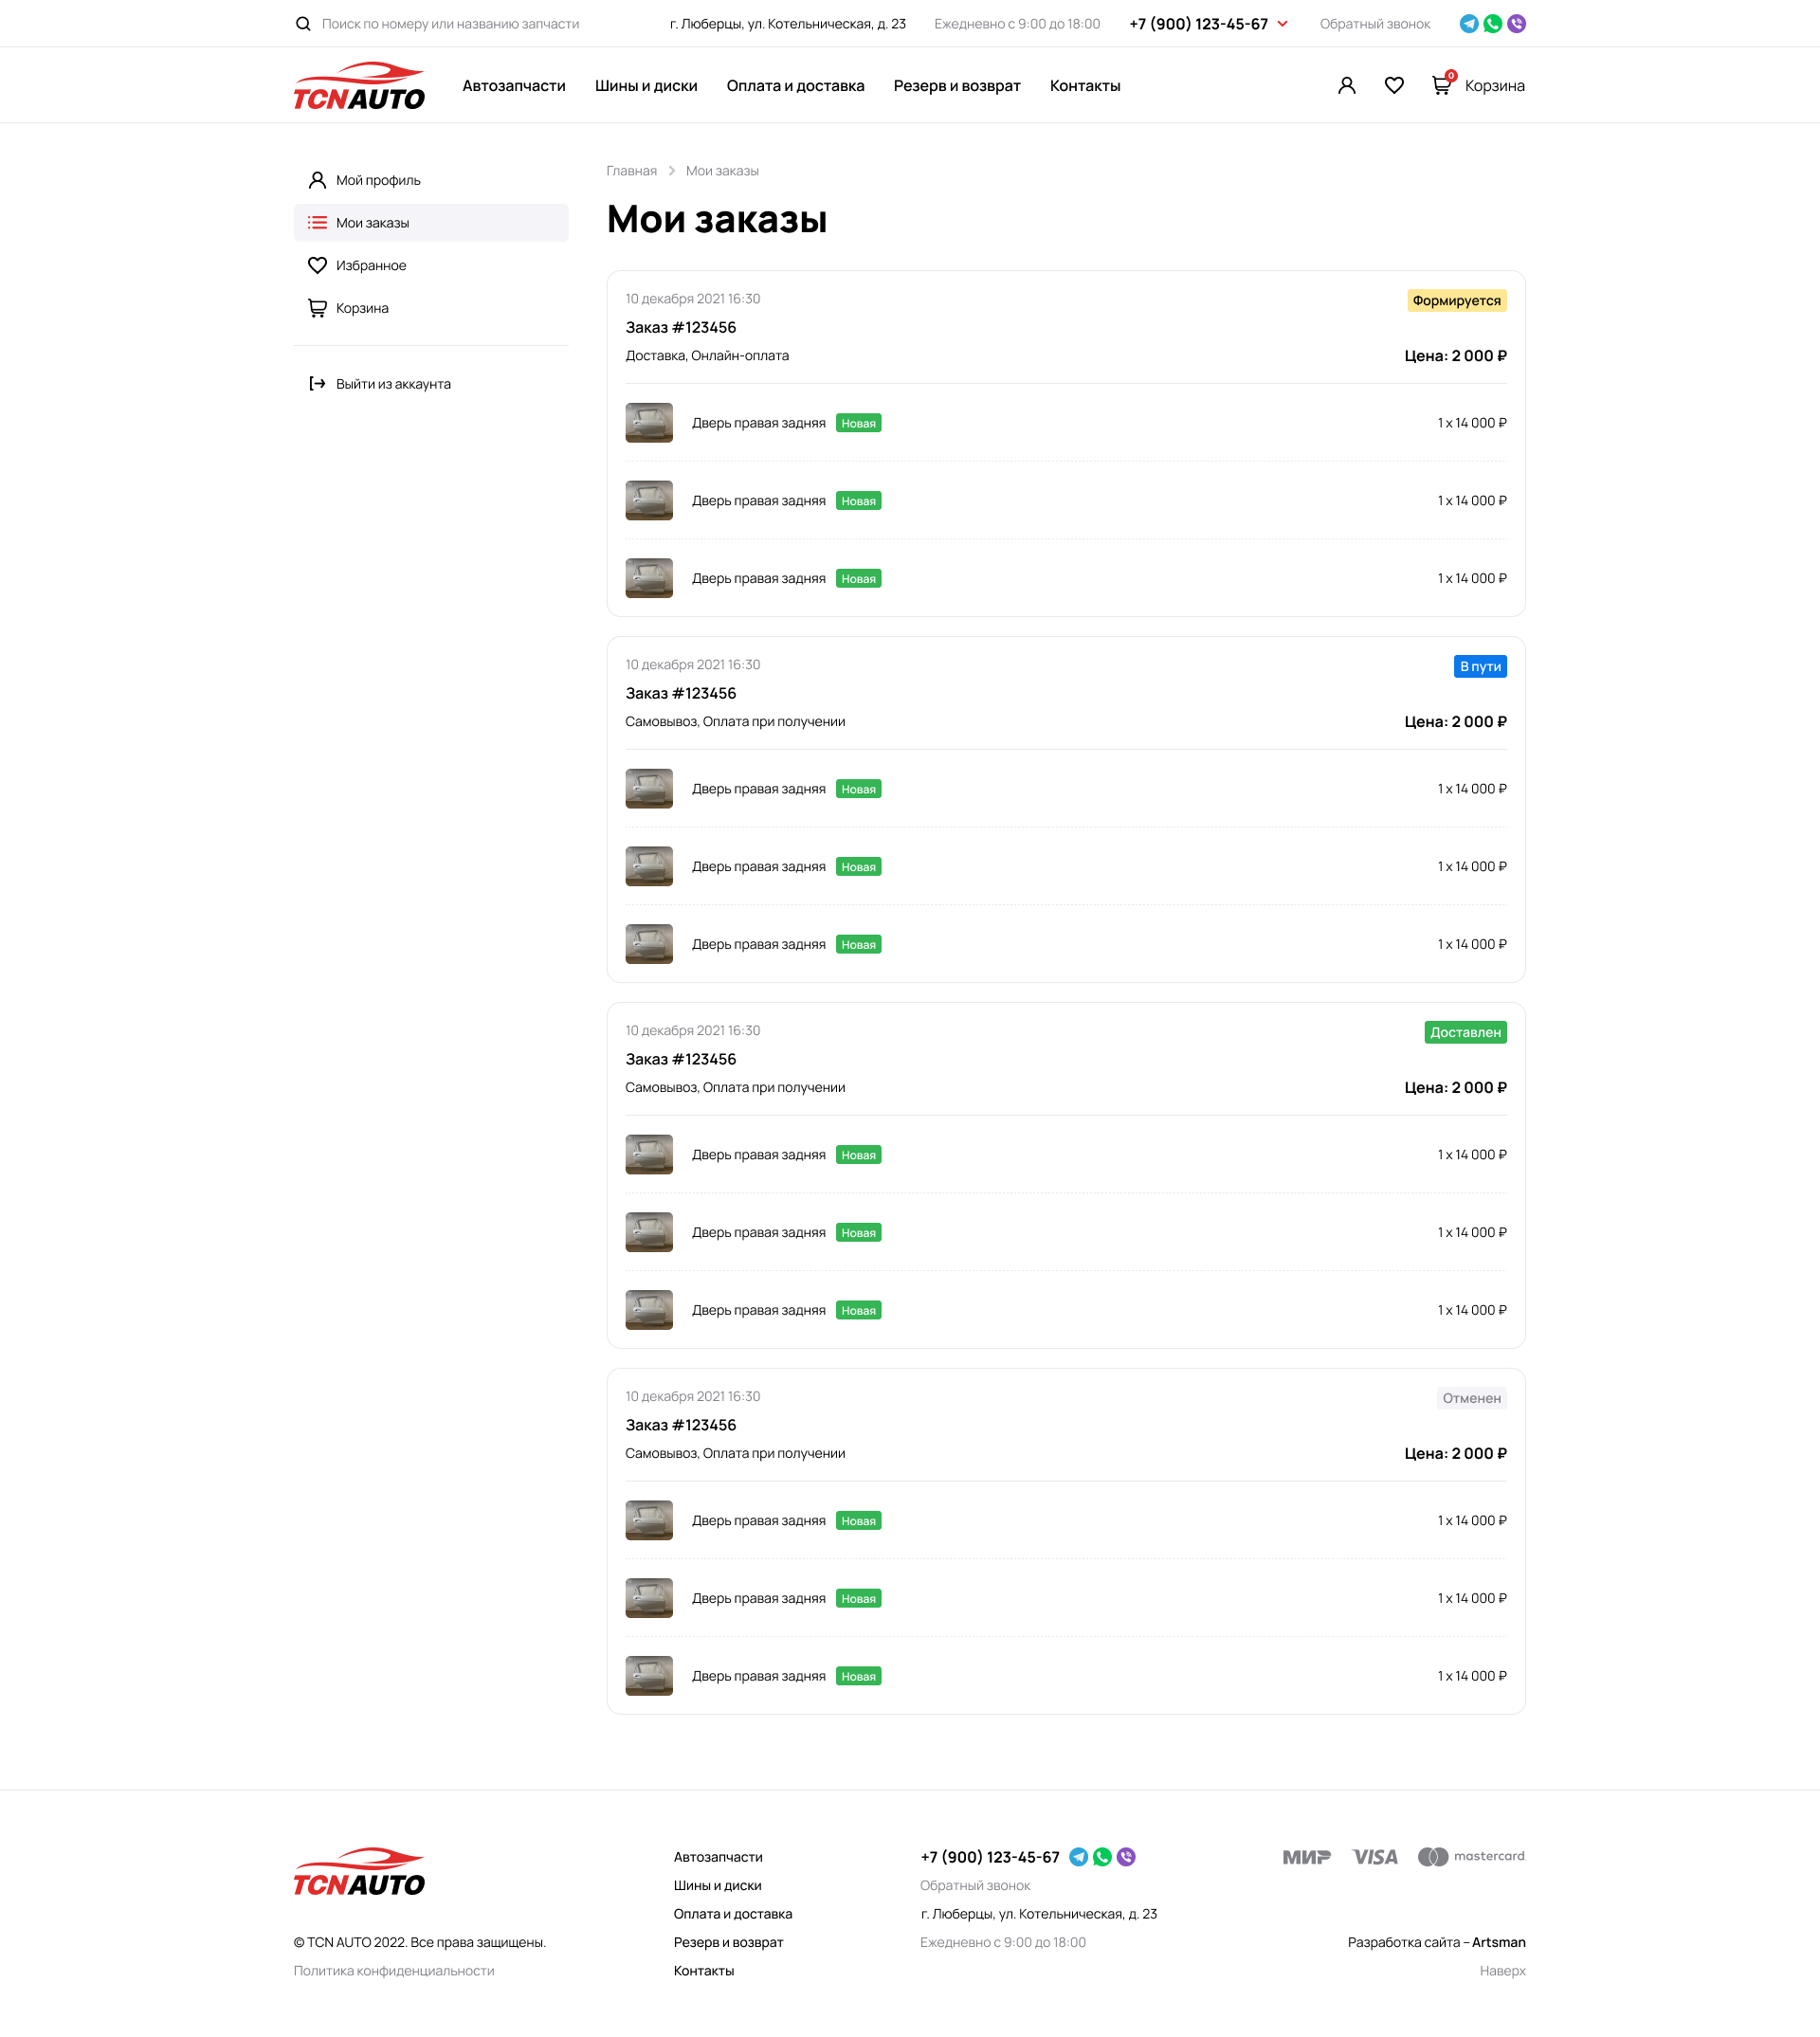 Поиск по номеру или названию запчасти
г. Люберцы, ул. Котельническая, д. 23
Ежедневно с 9:00 до 18:00
+7 (900) 123-45-67
Обратный звонок
TCNAUTO
Автозапчасти
Шины и диски
Оплата и доставка
Резерв и возврат
Контакты
0
Корзина
Мой профиль
Мои заказы
Избранное
Корзина
Выйти из аккаунта
Главная
Мои заказы
Мои заказы
10 декабря 2021 16:30
Формируется
Заказ #123456
Доставка, Онлайн-оплата
Цена: 2 000 ₽
Дверь правая задняя
Новая
1 x 14 000 ₽
Дверь правая задняя
Новая
1 x 14 000 ₽
Дверь правая задняя
Новая
1 x 14 000 ₽
10 декабря 2021 16:30
В пути
Заказ #123456
Самовывоз, Оплата при получении
Цена: 2 000 ₽
Дверь правая задняя
Новая
1 x 14 000 ₽
Дверь правая задняя
Новая
1 x 14 000 ₽
Дверь правая задняя
Новая
1 x 14 000 ₽
10 декабря 2021 16:30
Доставлен
Заказ #123456
Самовывоз, Оплата при получении
Цена: 2 000 ₽
Дверь правая задняя
Новая
1 x 14 000 ₽
Дверь правая задняя
Новая
1 x 14 000 ₽
Дверь правая задняя
Новая
1 x 14 000 ₽
10 декабря 2021 16:30
Отменен
Заказ #123456
Самовывоз, Оплата при получении
Цена: 2 000 ₽
Дверь правая задняя
Новая
1 x 14 000 ₽
Дверь правая задняя
Новая
1 x 14 000 ₽
Дверь правая задняя
Новая
1 x 14 000 ₽
TCNAUTO
© TCN AUTO 2022. Все права защищены.
Политика конфиденциальности
Автозапчасти
Шины и диски
Оплата и доставка
Резерв и возврат
Контакты
+7 (900) 123-45-67
Обратный звонок
г. Люберцы, ул. Котельническая, д. 23
Ежедневно с 9:00 до 18:00
МИР
VISA
mastercard
Разработка сайта – Artsman
Наверх